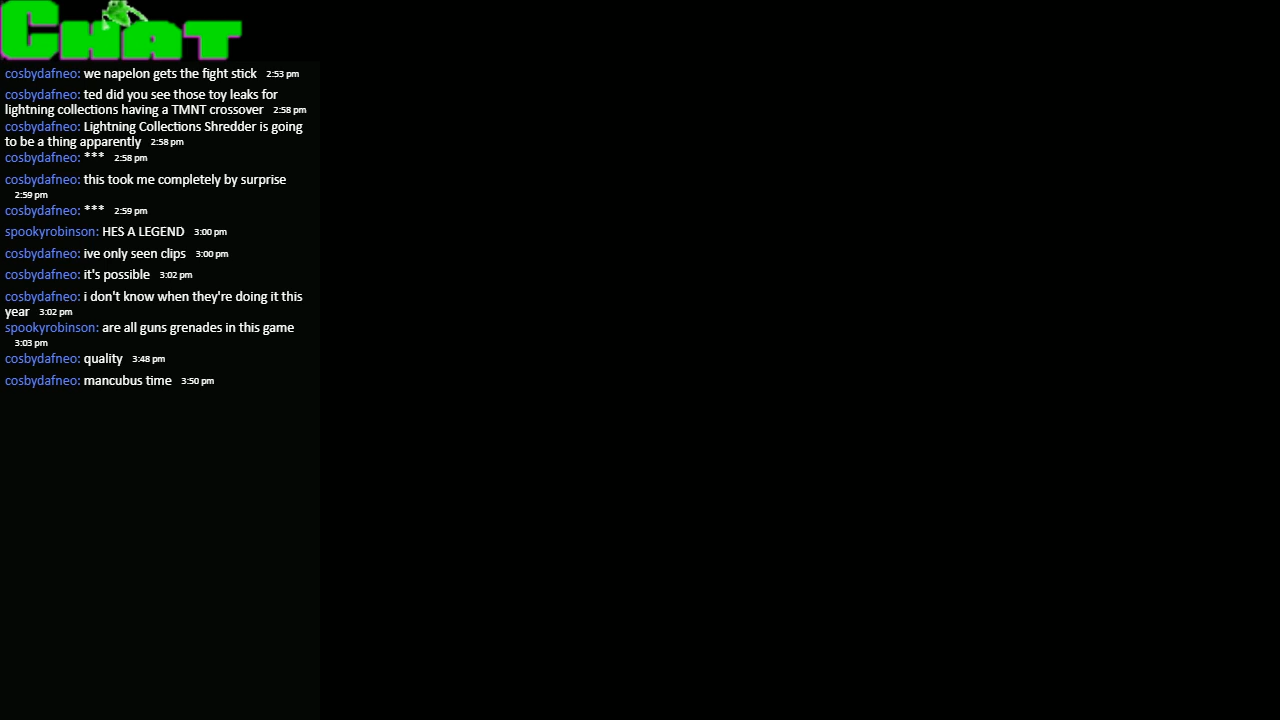 Chat
cosbydafneo: we napelon gets the fight stick 2:53 pm
cosbydafneo: ted did you see those toy leaks for
lightning collections having a TMNT crossover 2:58 pm
cosbydafneo: Lightning Collections Shredder is going
to be a thing apparently 2:58 pm
cosbydafneo: *** 2:58 pm
cosbydafneo: this took me completely by surprise
2:59 pm
cosbydafneo: *** 2:59 pm
spookyrobinson: HES A LEGEND 3:00 pm
cosbydafneo: ive only seen clips 3:00 pm
cosbydafneo: it's possible 3:02 pm
cosbydafneo: i don't know when they're doing it this
year 3:02 pm
spookyrobinson: are all guns grenades in this game
3:03 pm
cosbydafneo: quality 3:48 pm
cosbydafneo: mancubus time 3:50 pm